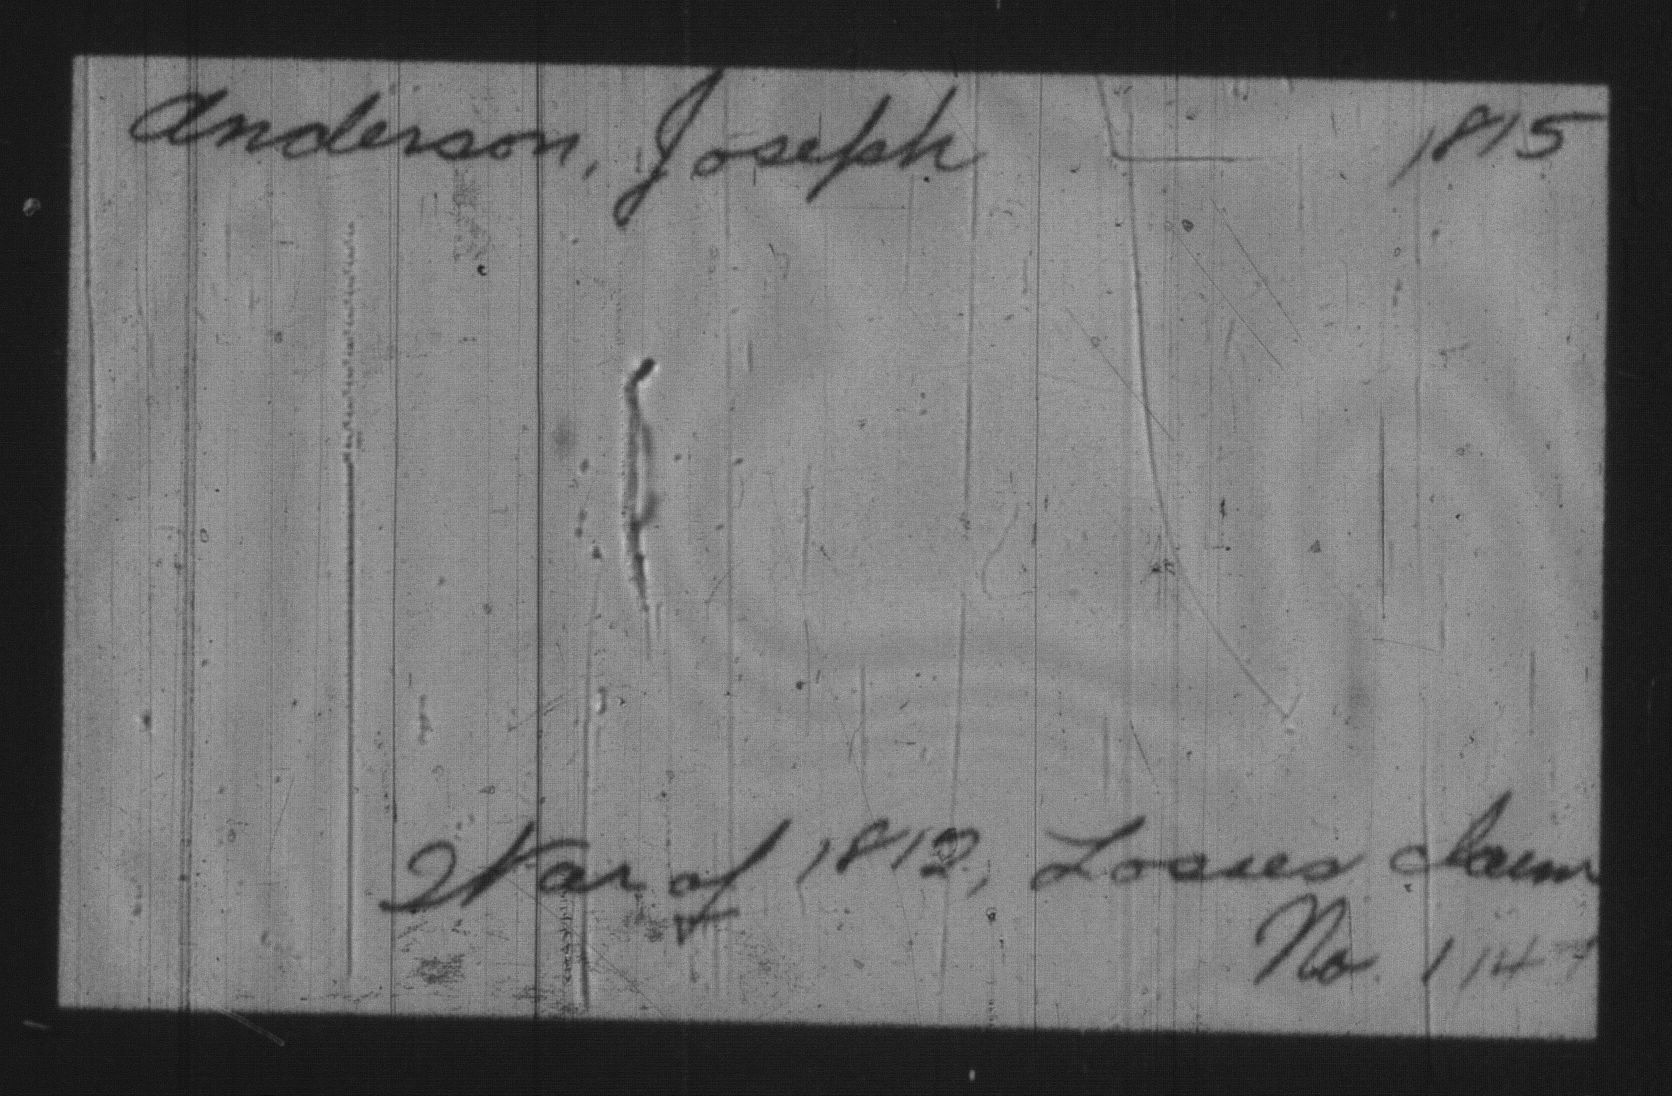 Anderson, Joseph 1815
War of 1812, Losses claim
No. 1147